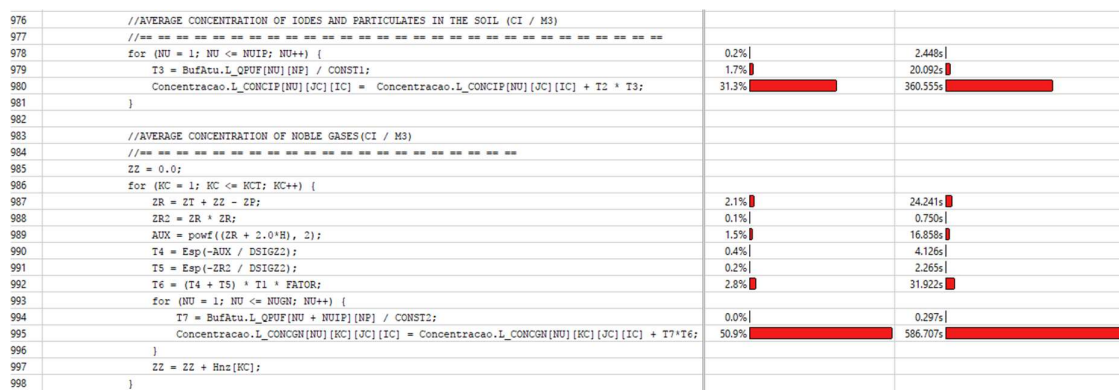 976 //AVERAGE CONCENTRATION OF IODES AND PARTICULATES IN THE SOIL (CI / M3)
977 //== == == == == == == == == == == == == == == == == == == == == == == == == == == == ==
978 for (NU = 1; NU <= NUIP; NU++) { 0.2% 2.448s
979 T3 = BufAtu.L_QPUF[NU][NP] / CONST1; 1.7% 20.092s
980 Concentracao.L_CONCIP[NU][JC][IC] = Concentracao.L_CONCIP[NU][JC][IC] + T2 * T3; 31.3% 360.555s
981 }
982
983 //AVERAGE CONCENTRATION OF NOBLE GASES(CI / M3)
984 //== == == == == == == == == == == == == == == == == == == == ==
985 ZZ = 0.0;
986 for (KC = 1; KC <= KCT; KC++) {
987 ZR = ZT + ZZ - ZP; 2.1% 24.241s
988 ZR2 = ZR * ZR; 0.1% 0.750s
989 AUX = powf((ZR + 2.0*H), 2); 1.5% 16.858s
990 T4 = Esp(-AUX / DSIGZ2); 0.4% 4.126s
991 T5 = Esp(-ZR2 / DSIGZ2); 0.2% 2.265s
992 T6 = (T4 + T5) * T1 * FATOR; 2.8% 31.922s
993 for (NU = 1; NU <= NUGN; NU++) {
994 T7 = BufAtu.L_QPUF[NU + NUIP][NP] / CONST2; 0.0% 0.297s
995 Concentracao.L_CONCGN[NU][KC][JC][IC] = Concentracao.L_CONCGN[NU][KC][JC][IC] + T7*T6; 50.9% 586.707s
996 }
997 ZZ = ZZ + Hnz[KC];
998 }